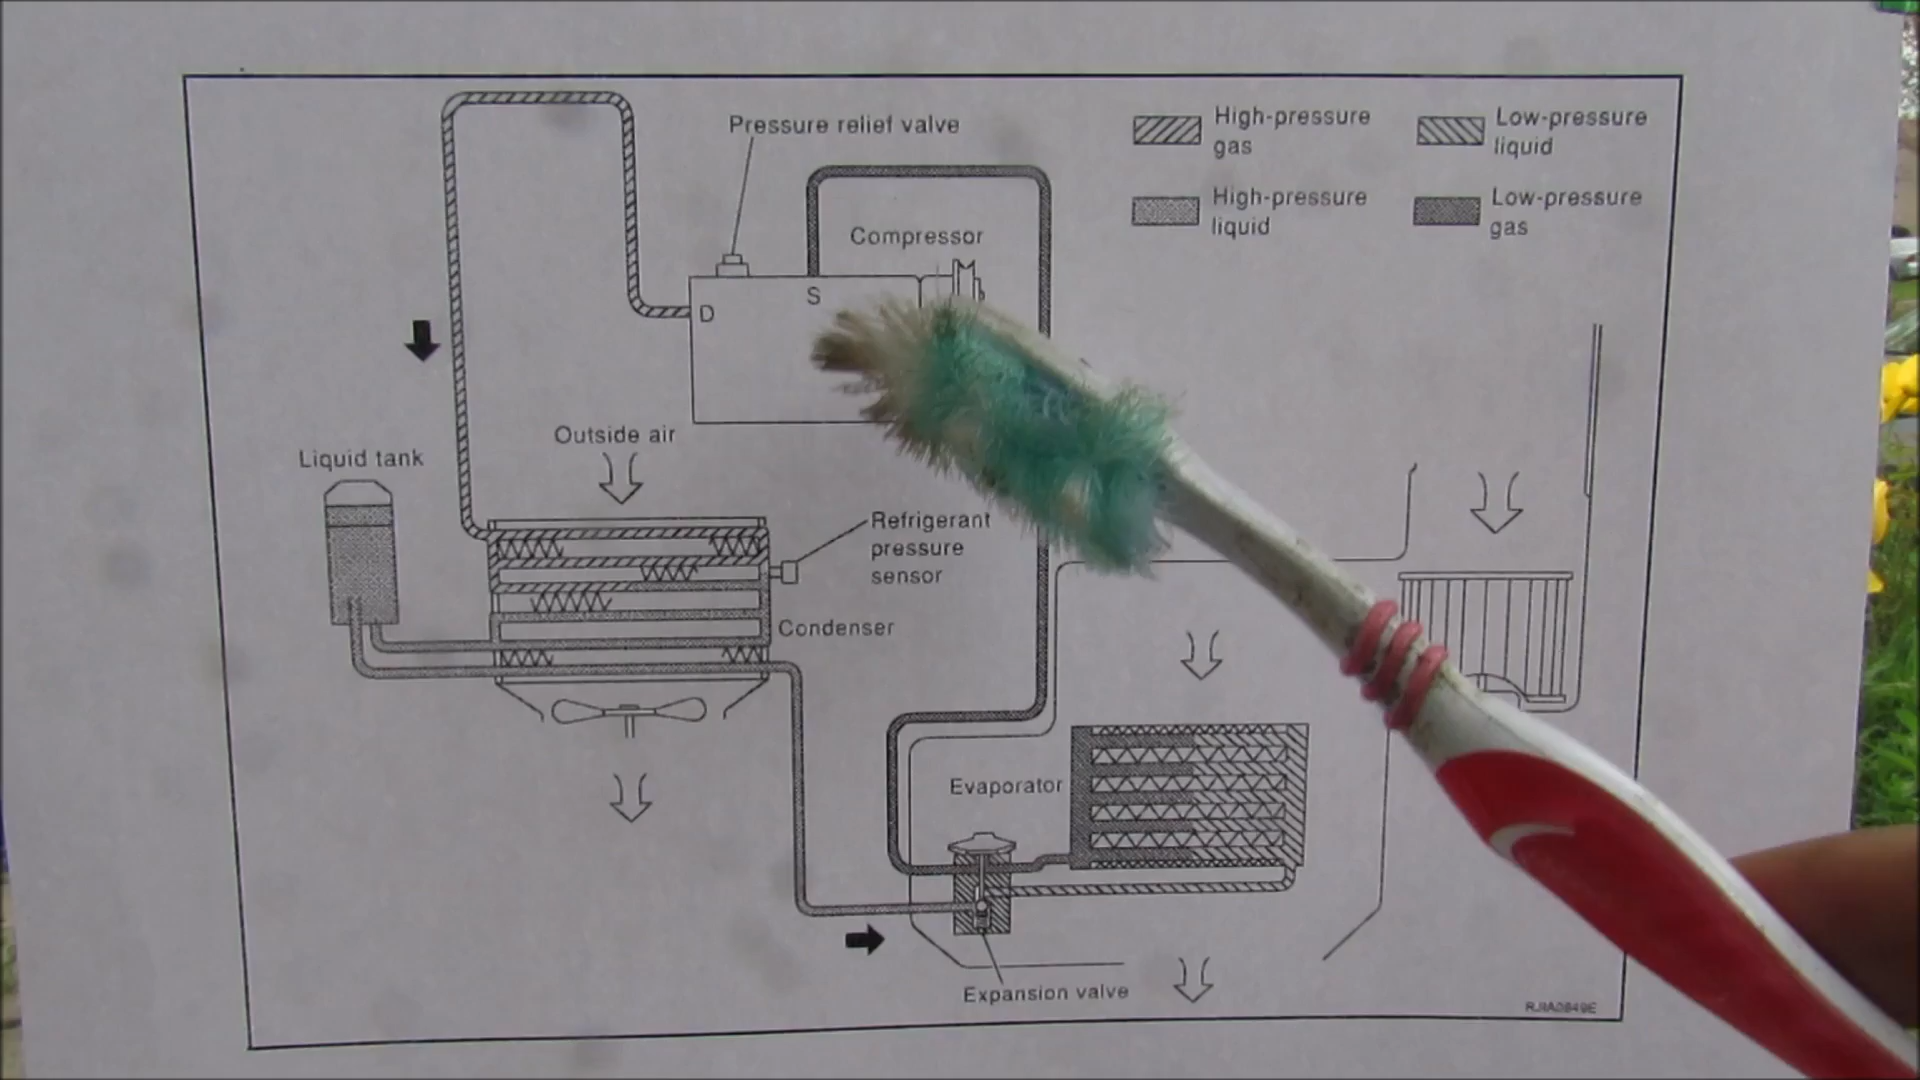 Pressure relief valve
High-pressure
gas
Low-pressure
liquid
High-pressure
liquid
Low-pressure
gas
Compressor
S
D
Outside air
Liquid tank
Refrigerant
pressure
sensor
Condenser
Evaporator
Expansion valve
RJIA0849E